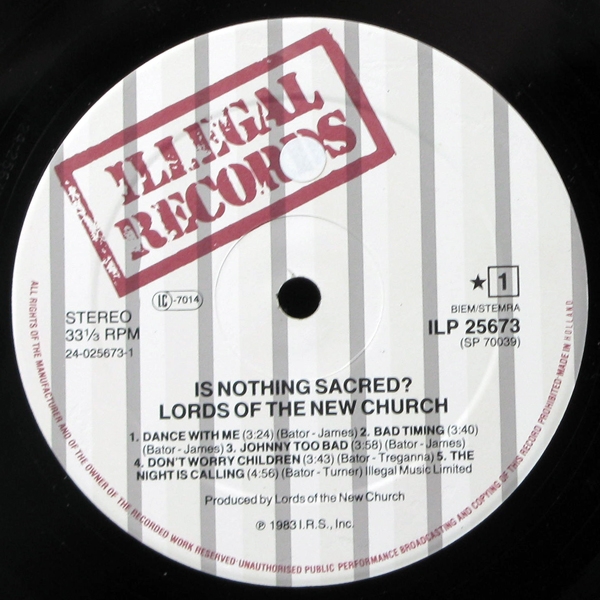 ILLEGAL
RECORDS
LC-7014
STEREO
33⅓ RPM
24-025673-1
★ 1
BIEM/STEMRA
ILP 25673
(SP 70039)
IS NOTHING SACRED?
LORDS OF THE NEW CHURCH
1. DANCE WITH ME (3:24) (Bator - James) 2. BAD TIMING (3:40)
(Bator - James) 3. JOHNNY TOO BAD (3:58) (Bator - James)
4. DON'T WORRY CHILDREN (3:43) (Bator - Treganna) 5. THE
NIGHT IS CALLING (4:56) (Bator - Turner) Illegal Music Limited
Produced by Lords of the New Church
℗ 1983 I.R.S., Inc.
ALL RIGHTS OF THE MANUFACTURER AND OF THE OWNER OF THE RECORDED WORK RESERVED UNAUTHORISED PUBLIC PERFORMANCE BROADCASTING AND COPYING OF THIS RECORD PROHIBITED MADE IN HOLLAND